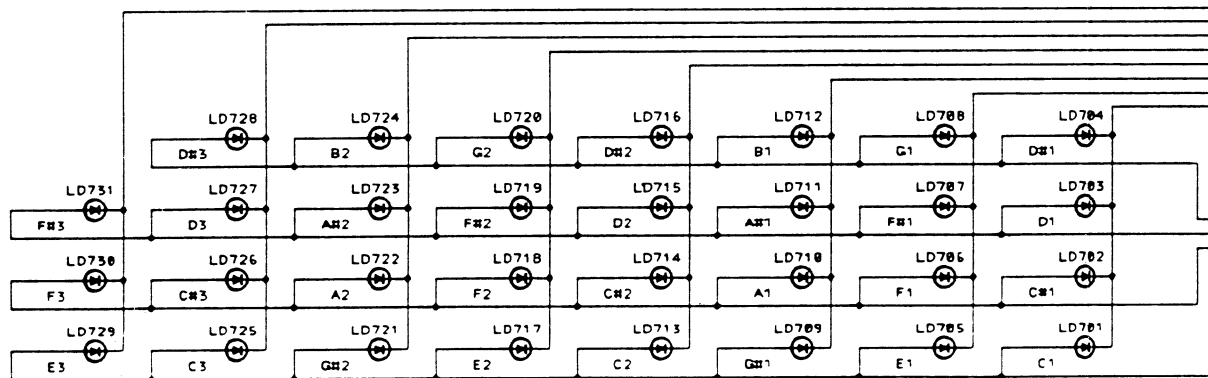 LD728 LD724 LD720 LD716 LD712 LD708 LD704
D#3 B2 G2 D#2 B1 G1 D#1
LD731 LD727 LD723 LD719 LD715 LD711 LD707 LD703
F#3 D3 A#2 F#2 D2 A#1 F#1 D1
LD730 LD726 LD722 LD718 LD714 LD710 LD706 LD702
F3 C#3 A2 F2 C#2 A1 F1 C#1
LD729 LD725 LD721 LD717 LD713 LD709 LD705 LD701
E3 C3 G#2 E2 C2 G#1 E1 C1